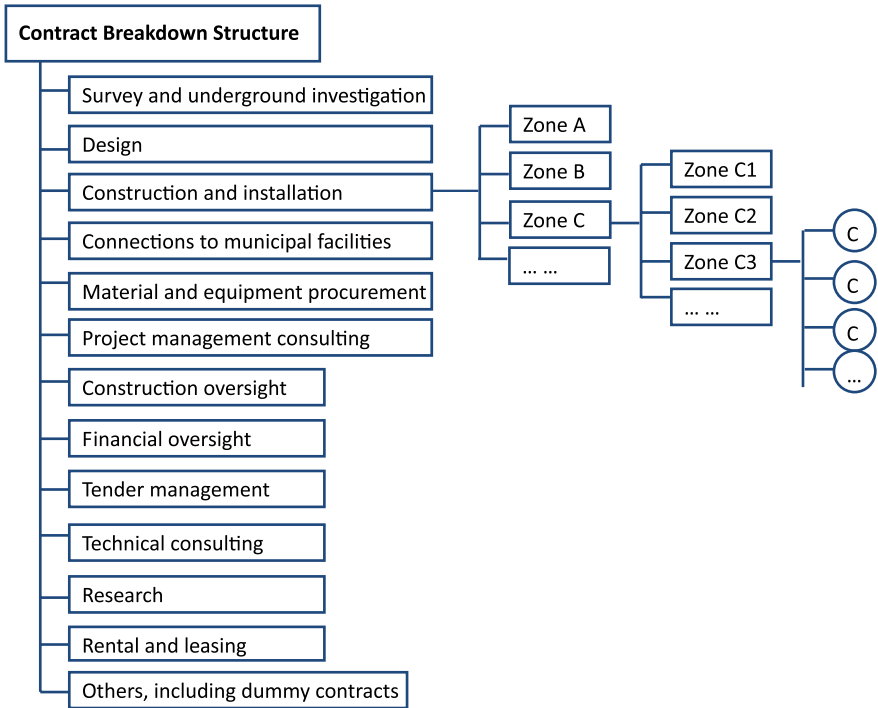 Contract Breakdown Structure
Survey and underground investigation
Design
Construction and installation
Connections to municipal facilities
Material and equipment procurement
Project management consulting
Construction oversight
Financial oversight
Tender management
Technical consulting
Research
Rental and leasing
Others, including dummy contracts
Zone A
Zone B
Zone C
... ...
Zone C1
Zone C2
Zone C3
... ...
C
C
C
...